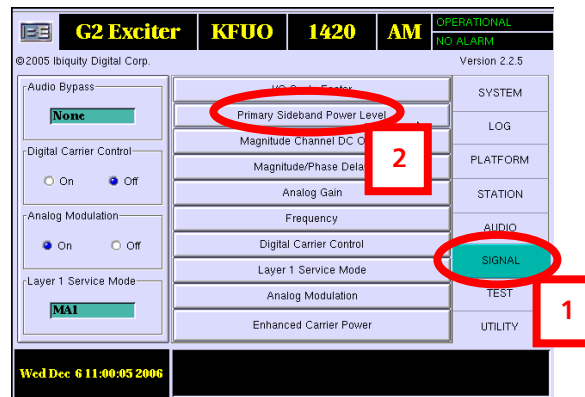 G2 Exciter
KFUO
1420
AM
OPERATIONAL
NO ALARM
©2005 Ibiquity Digital Corp.
Version 2.2.5
Audio Bypass
None
Digital Carrier Control
On
Off
Analog Modulation
On
Off
Layer 1 Service Mode
MA1
Primary Sideband Power Level
Magnitude Channel DC
Magnitude/Phase
Analog Gain
Frequency
Digital Carrier Control
Layer 1 Service Mode
Analog Modulation
Enhanced Carrier Power
2
SYSTEM
LOG
PLATFORM
STATION
AUDIO
SIGNAL
TEST
UTILITY
1
Wed Dec 6 11:00:05 2006